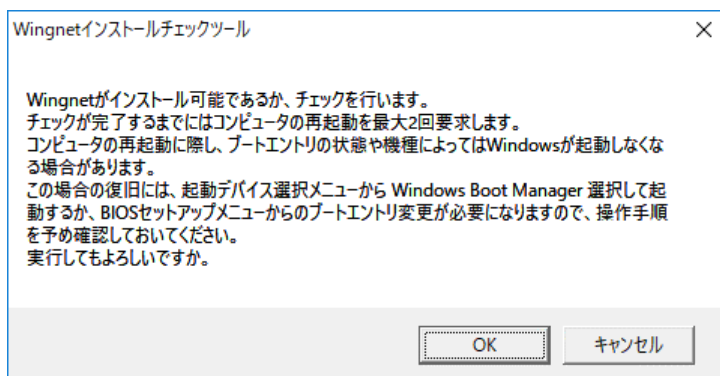 Wingnetインストールチェックツール
Wingnetがインストール可能であるか、チェックを行います。
チェックが完了するまでにはコンピュータの再起動を最大2回要求します。
コンピュータの再起動に際し、ブートエントリの状態や機種によってはWindowsが起動しなくな
る場合があります。
この場合の復旧には、起動デバイス選択メニューから Windows Boot Manager 選択して起
動するか、BIOSセットアップメニューからのブートエントリ変更が必要になりますので、操作手順
を予め確認しておいてください。
実行してもよろしいですか。
OK
キャンセル